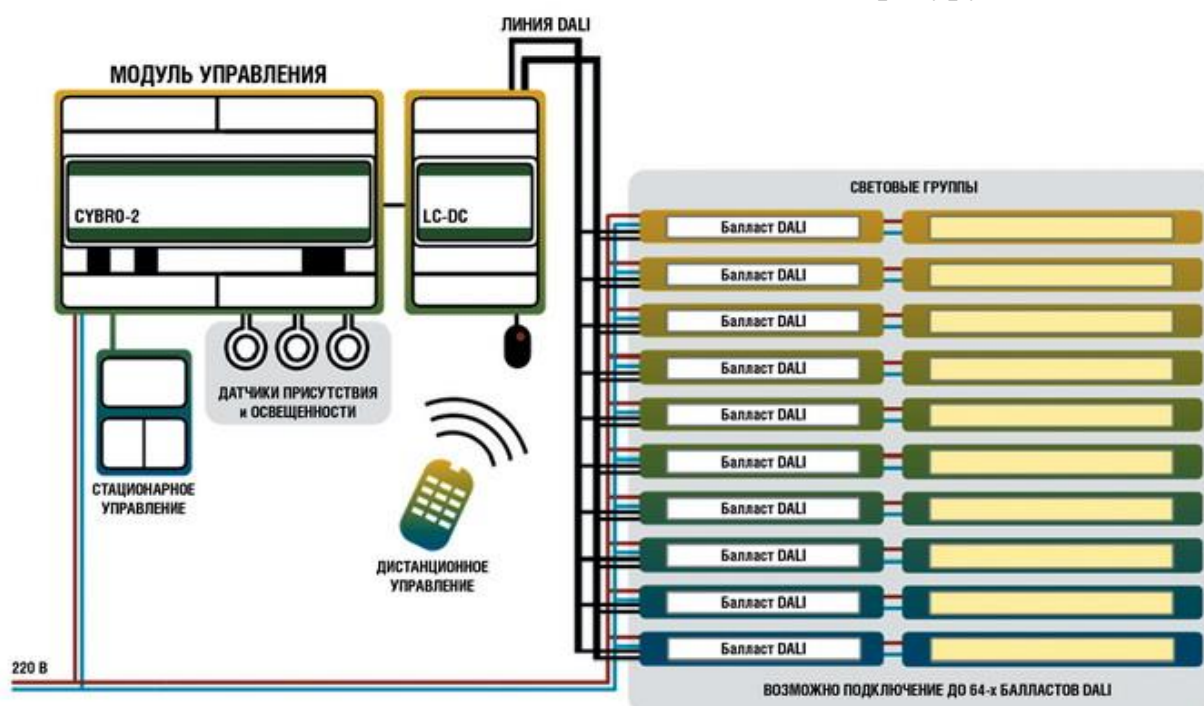 ЛИНИЯ DALI
МОДУЛЬ УПРАВЛЕНИЯ
CYBRO-2
LC-DC
ДАТЧИКИ ПРИСУТСТВИЯ
и ОСВЕЩЕННОСТИ
СТАЦИОНАРНОЕ
УПРАВЛЕНИЕ
ДИСТАНЦИОННОЕ
УПРАВЛЕНИЕ
220 В
СВЕТОВЫЕ ГРУППЫ
Балласт DALI
Балласт DALI
Балласт DALI
Балласт DALI
Балласт DALI
Балласт DALI
Балласт DALI
Балласт DALI
Балласт DALI
Балласт DALI
ВОЗМОЖНО ПОДКЛЮЧЕНИЕ ДО 64-х БАЛЛАСТОВ DALI